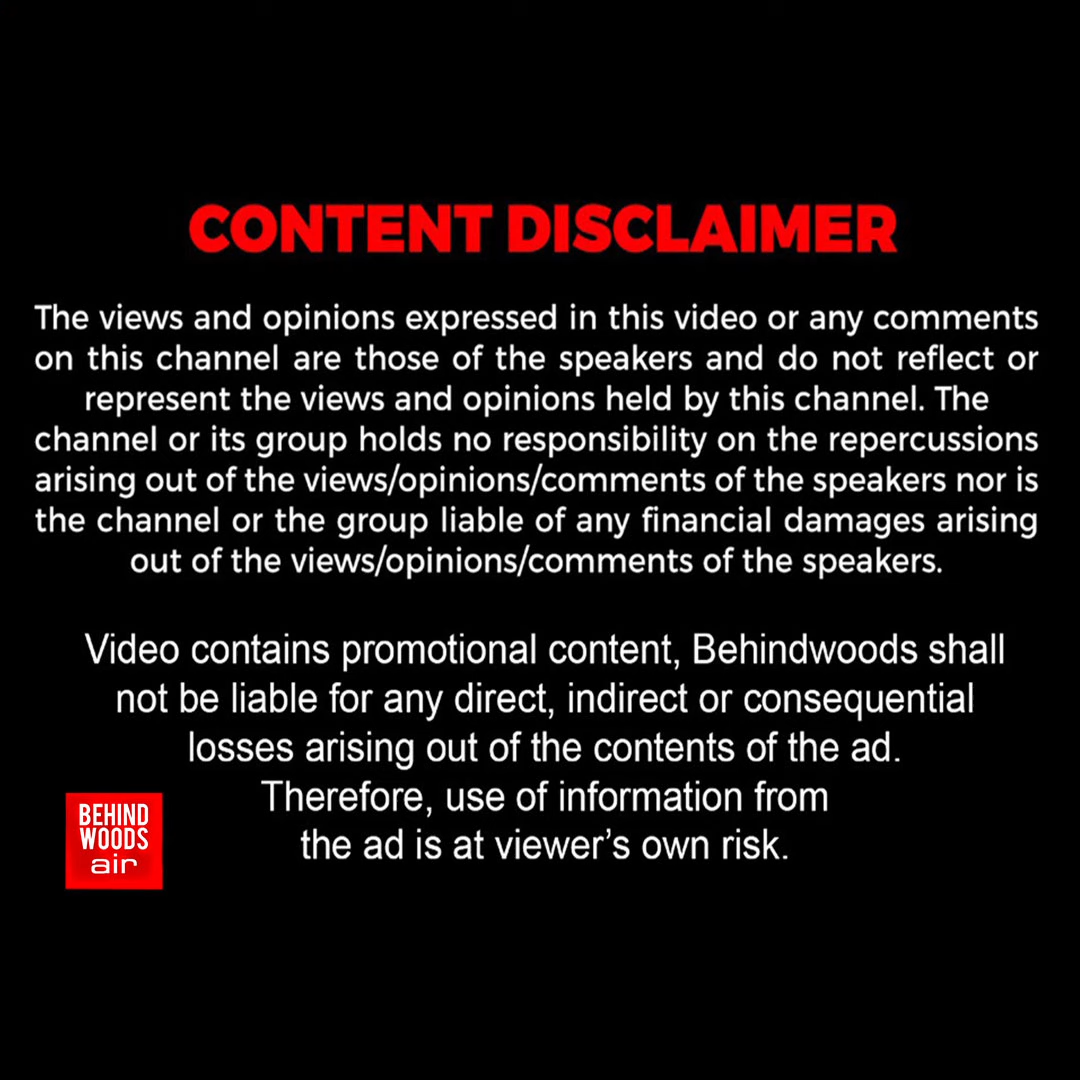 CONTENT DISCLAIMER
The views and opinions expressed in this video or any comments
on this channel are those of the speakers and do not reflect or
represent the views and opinions held by this channel. The
channel or its group holds no responsibility on the repercussions
arising out of the views/opinions/comments of the speakers nor is
the channel or the group liable of any financial damages arising
out of the views/opinions/comments of the speakers.
Video contains promotional content, Behindwoods shall
not be liable for any direct, indirect or consequential
losses arising out of the contents of the ad.
Therefore, use of information from
the ad is at viewer’s own risk.
BEHIND
WOODS
air